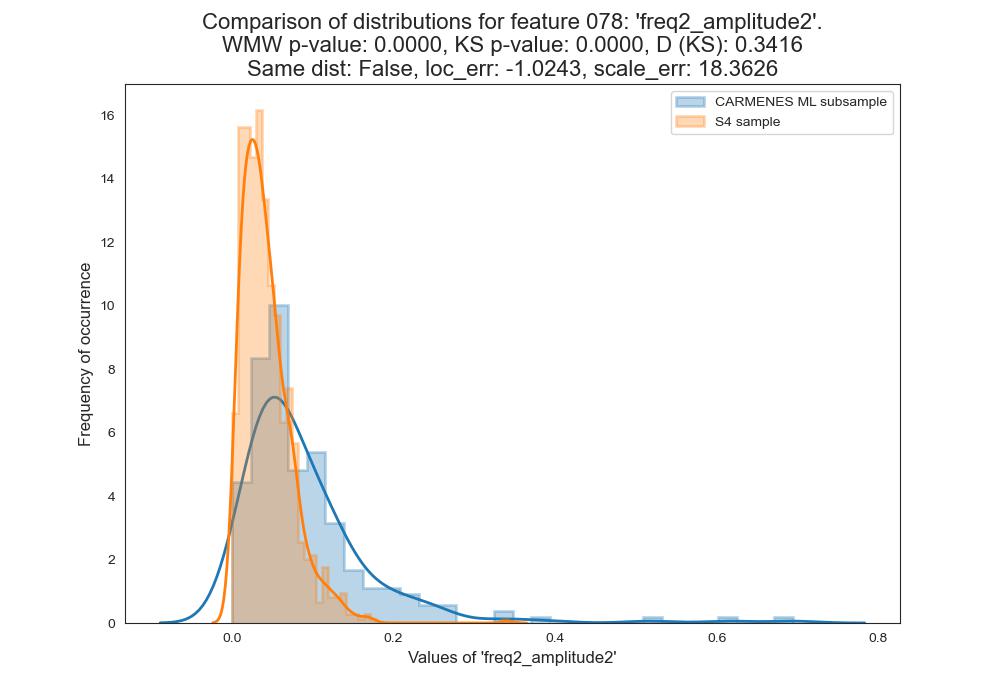 Comparison of distributions for feature 078: 'freq2_amplitude2'.
WMW p-value: 0.0000, KS p-value: 0.0000, D (KS): 0.3416
Same dist: False, loc_err: -1.0243, scale_err: 18.3626
CARMENES ML subsample
S4 sample
16
14
12
10
8
6
4
2
0
Frequency of occurrence
0.0 0.2 0.4 0.6 0.8
Values of 'freq2_amplitude2'